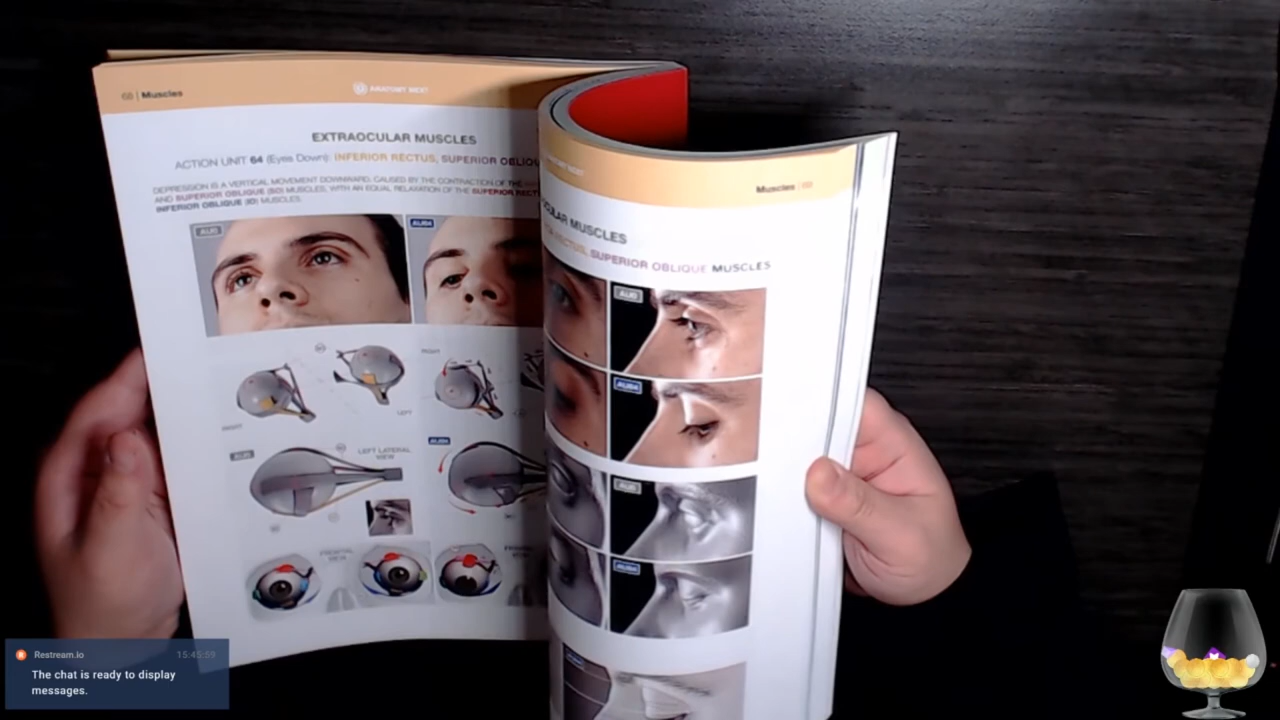 68 | Muscles
ANATOMY NEXT
EXTRAOCULAR MUSCLES
ACTION UNIT 64 (Eyes Down): INFERIOR RECTUS, SUPERIOR OBLIQU
DEPRESSION IS A VERTICAL MOVEMENT DOWNWARD, CAUSED BY THE CONTRACTION OF THE
AND SUPERIOR OBLIQUE (SO) MUSCLES, WITH AN EQUAL RELAXATION OF THE SUPERIOR RECT
INFERIOR OBLIQUE (IO) MUSCLES.
AU0
AU64
RIGHT
LEFT
RIGHT
AU0
LEFT LATERAL
VIEW
AU64
FRONTAL
VIEW
Muscles | 69
CULAR MUSCLES
RECTUS, SUPERIOR OBLIQUE MUSCLES
AU0
AU64
AU0
AU64
Restream.io 15:45:59
The chat is ready to display
messages.